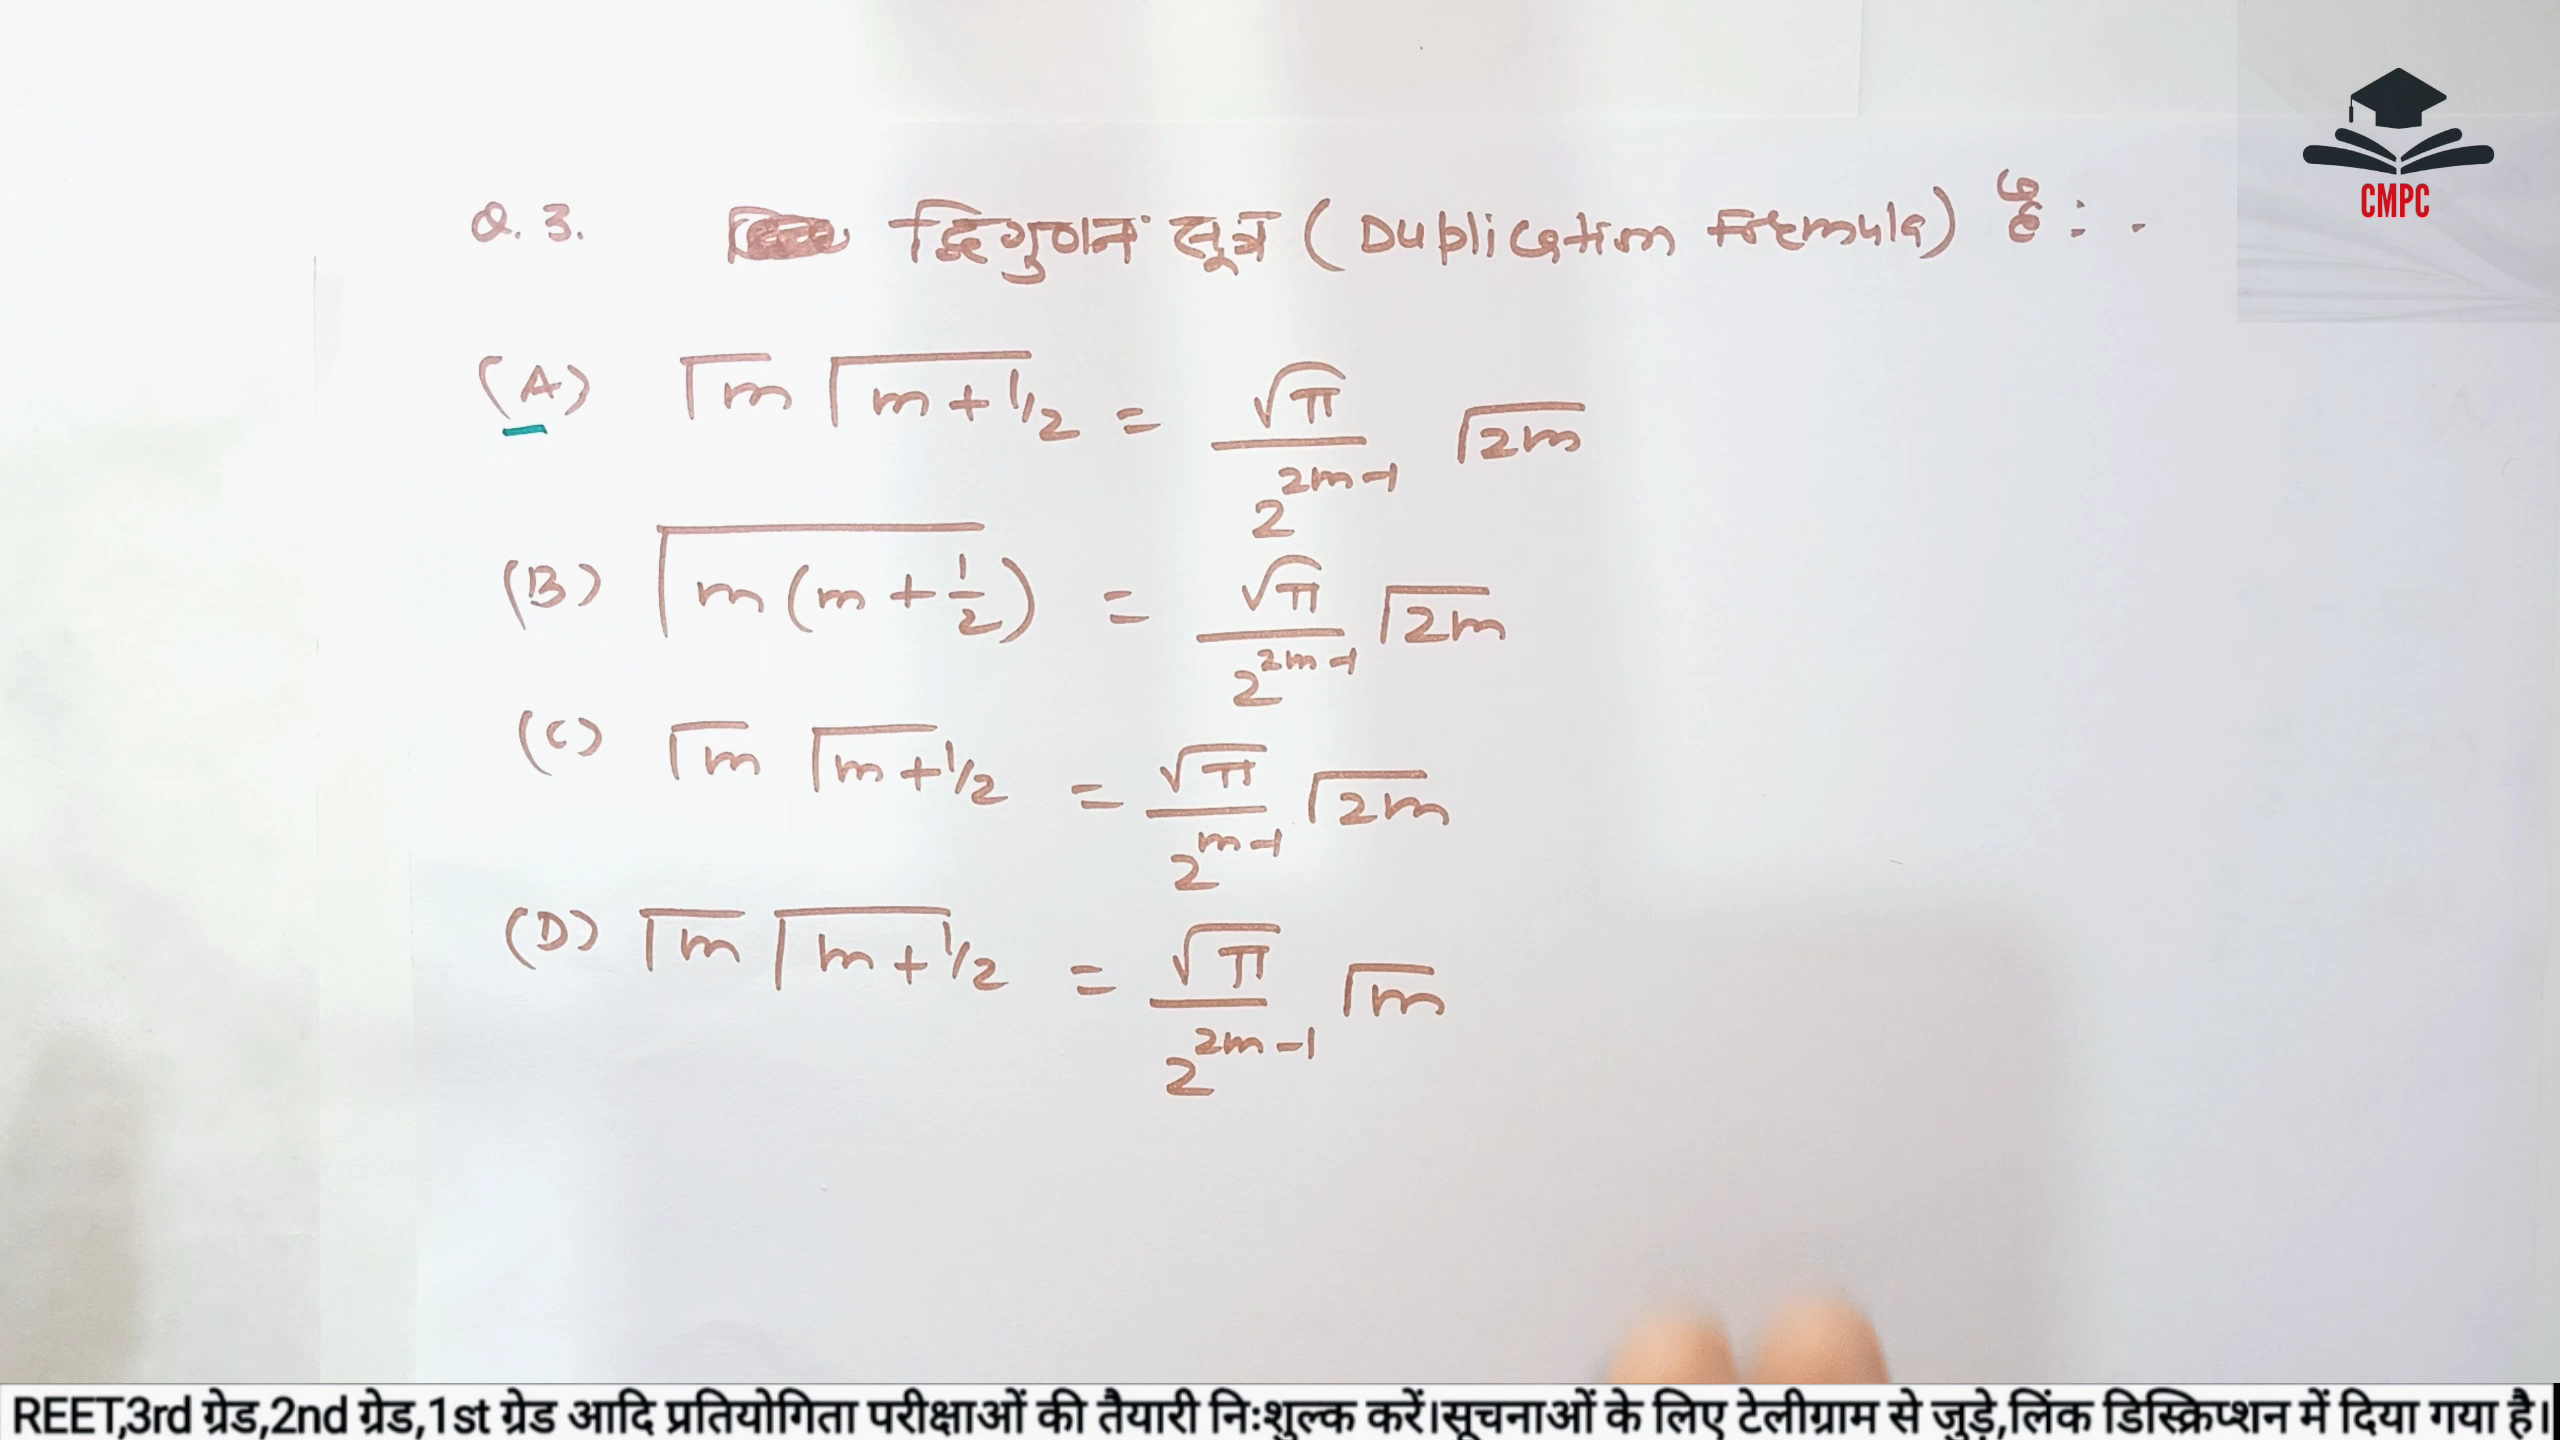 CMPC
Q. 3. द्विगुणन सूत्र (Duplication Formula) है :-
(A) Γm Γm+1/2 = √π/2^(2m-1) Γ2m
(B) Γm(m+1/2) = √π/2^(2m-1) Γ2m
(C) Γm Γm+1/2 = √π/2^(m-1) Γ2m
(D) Γm Γm+1/2 = √π/2^(2m-1) Γm
REET,3rd ग्रेड,2nd ग्रेड,1st ग्रेड आदि प्रतियोगिता परीक्षाओं की तैयारी निःशुल्क करें।सूचनाओं के लिए टेलीग्राम से जुड़े,लिंक डिस्क्रिप्शन में दिया गया है।